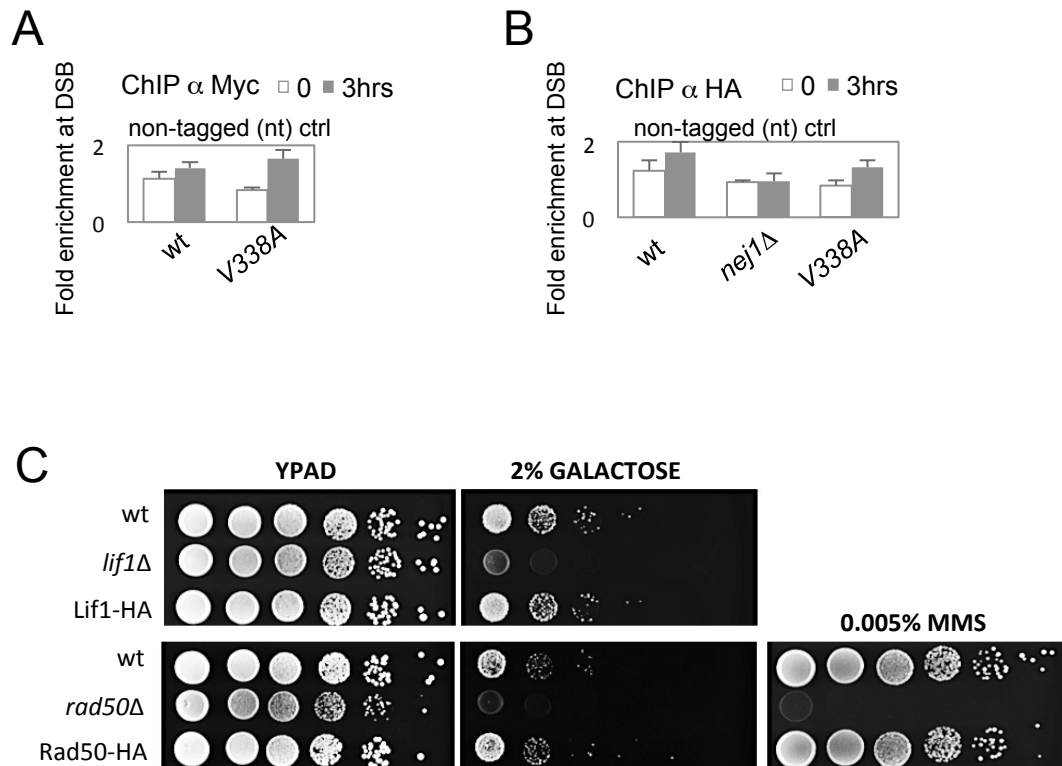 A
Fold enrichment at DSB
ChIP α Myc 0 3hrs
non-tagged (nt) ctrl
2
0
wt
V338A
B
Fold enrichment at DSB
ChIP α HA 0 3hrs
non-tagged (nt) ctrl
2
0
wt
nej1Δ
V338A
C
YPAD 2% GALACTOSE
wt
lif1Δ
Lif1-HA
0.005% MMS
wt
rad50Δ
Rad50-HA